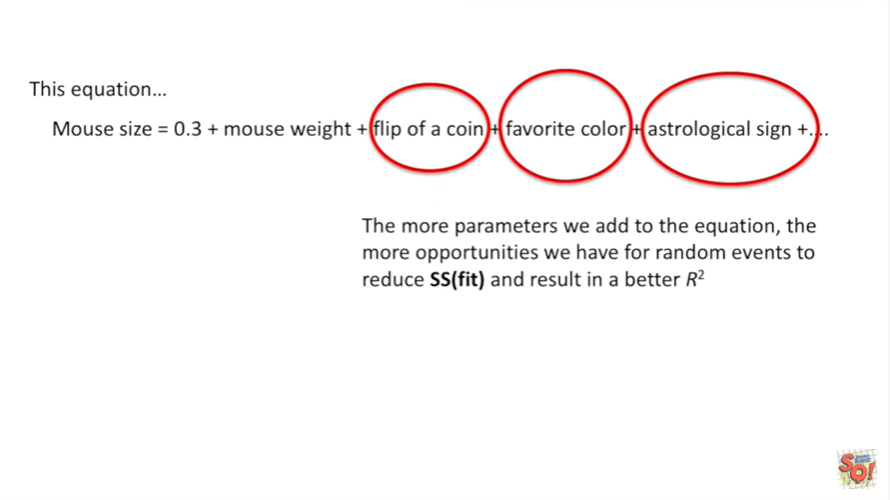 This equation...
Mouse size = 0.3 + mouse weight + flip of a coin + favorite color + astrological sign +....
The more parameters we add to the equation, the
more opportunities we have for random events to
reduce SS(fit) and result in a better R²
SQ!